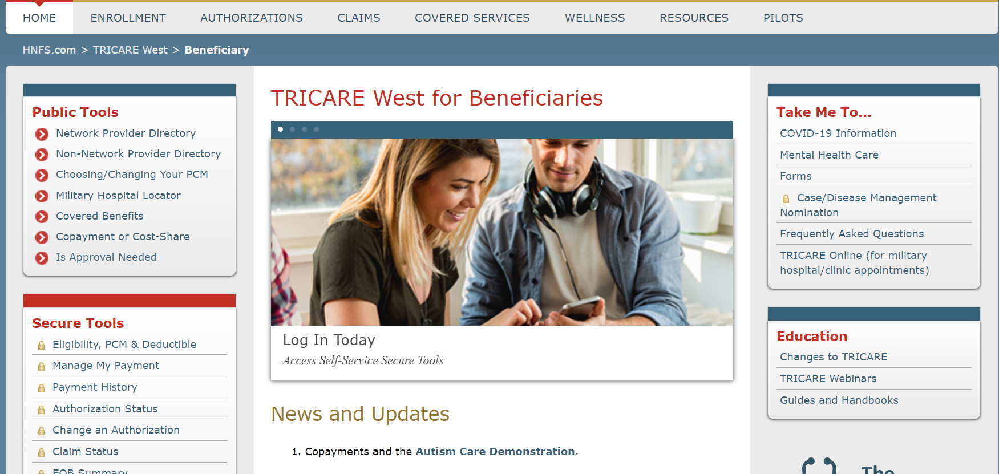 HOME ENROLLMENT AUTHORIZATIONS CLAIMS COVERED SERVICES WELLNESS RESOURCES PILOTS
HNFS.com > TRICARE West > Beneficiary
Public Tools
Network Provider Directory
Non-Network Provider Directory
Choosing/Changing Your PCM
Military Hospital Locator
Covered Benefits
Copayment or Cost-Share
Is Approval Needed
Secure Tools
Eligibility, PCM & Deductible
Manage My Payment
Payment History
Authorization Status
Change an Authorization
Claim Status
EOB Summary
TRICARE West for Beneficiaries
Log In Today
Access Self-Service Secure Tools
News and Updates
1. Copayments and the Autism Care Demonstration.
Take Me To...
COVID-19 Information
Mental Health Care
Forms
Case/Disease Management
Nomination
Frequently Asked Questions
TRICARE Online (for military
hospital/clinic appointments)
Education
Changes to TRICARE
TRICARE Webinars
Guides and Handbooks
The